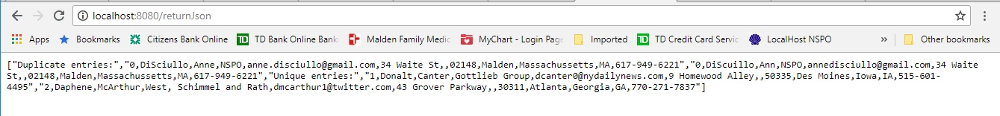 localhost:8080/returnJson
Apps Bookmarks Citizens Bank Online TD Bank Online Bank Malden Family Medic MyChart - Login Page Imported TD Credit Card Servic LocalHost NSPO » Other bookmarks
["Duplicate entries:","0,DiSciullo,Anne,NSPO,anne.disciullo@gmail.com,34 Waite St,,02148,Malden,Massachussetts,MA,617-949-6221","0,DiScuillo,Ann,NSPO,annedisciullo@gmail.com,34 Waite
St,,02148,Malden,Massachussetts,MA,617-949-6221","Unique entries:","1,Donalt,Canter,Gottlieb Group,dcanter0@nydailynews.com,9 Homewood Alley,,50335,Des Moines,Iowa,IA,515-601-
4495","2,Daphene,McArthur,West, Schimmel and Rath,dmcarthur1@twitter.com,43 Grover Parkway,,30311,Atlanta,Georgia,GA,770-271-7837"]